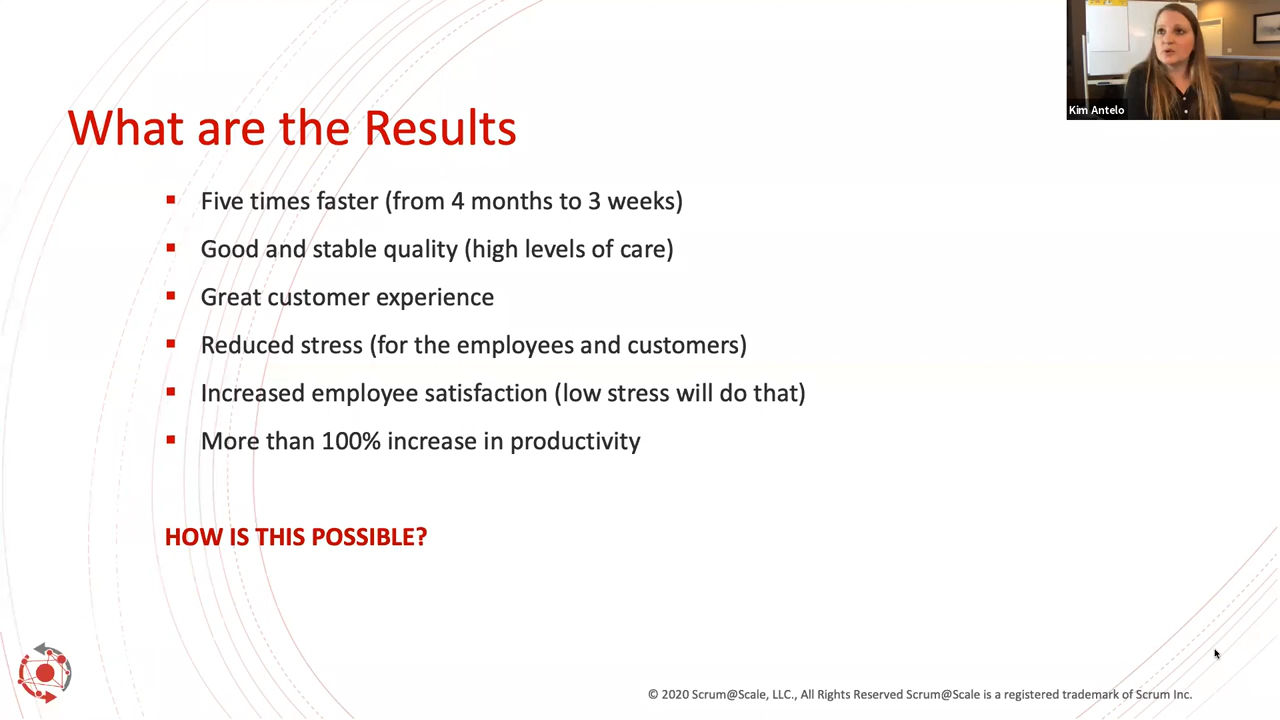 Kim Antelo
What are the Results
Five times faster (from 4 months to 3 weeks)
Good and stable quality (high levels of care)
Great customer experience
Reduced stress (for the employees and customers)
Increased employee satisfaction (low stress will do that)
More than 100% increase in productivity
HOW IS THIS POSSIBLE?
© 2020 Scrum@Scale, LLC., All Rights Reserved Scrum@Scale is a registered trademark of Scrum Inc.